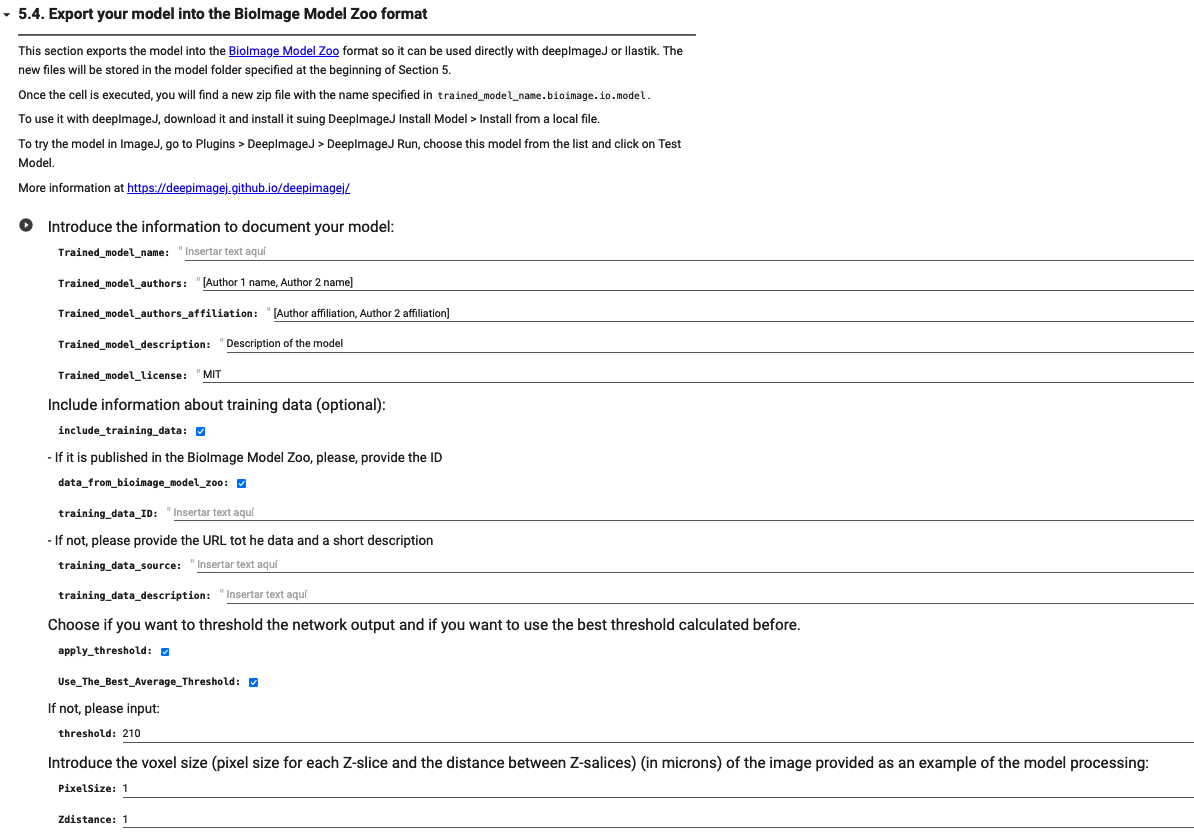 5.4. Export your model into the BioImage Model Zoo format
This section exports the model into the BioImage Model Zoo format so it can be used directly with deepImageJ or Ilastik. The
new files will be stored in the model folder specified at the beginning of Section 5.
Once the cell is executed, you will find a new zip file with the name specified in trained_model_name.bioimage.io.model.
To use it with deepImageJ, download it and install it suing DeepImageJ Install Model > Install from a local file.
To try the model in ImageJ, go to Plugins > DeepImageJ > DeepImageJ Run, choose this model from the list and click on Test
Model.
More information at https://deepimagej.github.io/deepimagej/
Introduce the information to document your model:
Trained_model_name: " Insertar text aquí
Trained_model_authors: " [Author 1 name, Author 2 name]
Trained_model_authors_affiliation: " [Author affiliation, Author 2 affiliation]
Trained_model_description: " Description of the model
Trained_model_license: " MIT
Include information about training data (optional):
include_training_data:
- If it is published in the BioImage Model Zoo, please, provide the ID
data_from_bioimage_model_zoo:
training_data_ID: " Insertar text aquí
- If not, please provide the URL tot he data and a short description
training_data_source: " Insertar text aquí
training_data_description: " Insertar text aquí
Choose if you want to threshold the network output and if you want to use the best threshold calculated before.
apply_threshold:
Use_The_Best_Average_Threshold:
If not, please input:
threshold: 210
Introduce the voxel size (pixel size for each Z-slice and the distance between Z-salices) (in microns) of the image provided as an example of the model processing:
PixelSize: 1
Zdistance: 1